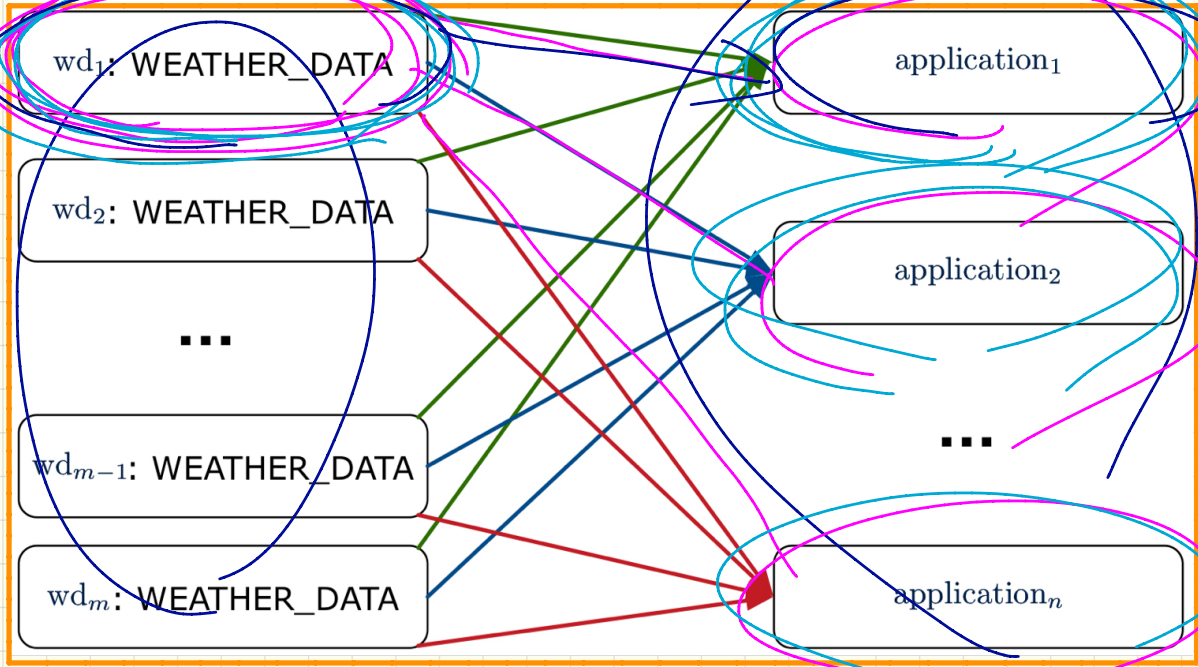 wd₁: WEATHER_DATA
wd₂: WEATHER_DATA
...
wdₘ₋₁: WEATHER_DATA
wdₘ: WEATHER_DATA
application₁
application₂
...
applicationₙ